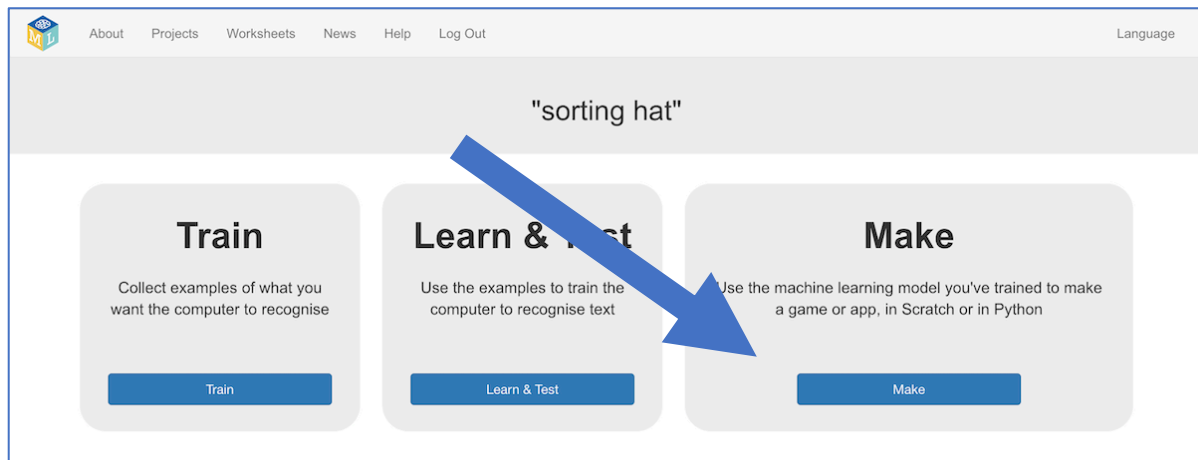 ML
About Projects Worksheets News Help Log Out Language
"sorting hat"
Train
Collect examples of what you
want the computer to recognise
Train
Learn & Test
Use the examples to train the
computer to recognise text
Learn & Test
Make
Use the machine learning model you've trained to make
a game or app, in Scratch or in Python
Make